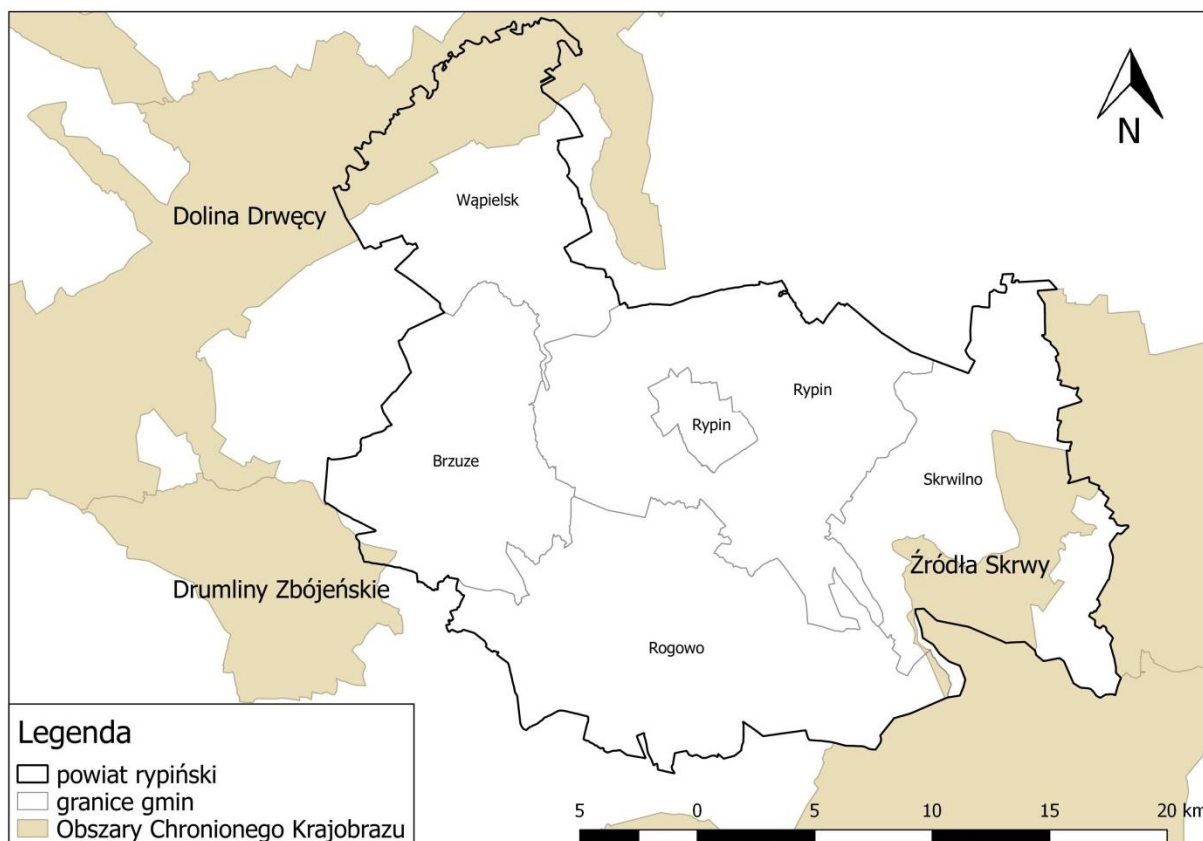 N
Wąpielsk
Dolina Drwęcy
Rypin
Rypin
Brzuze
Skrwilno
Źródła Skrwy
Drumliny Zbójeńskie
Rogowo
Legenda
powiat rypiński
granice gmin
Obszary Chronionego Krajobrazu
5 0 5 10 15 20 km